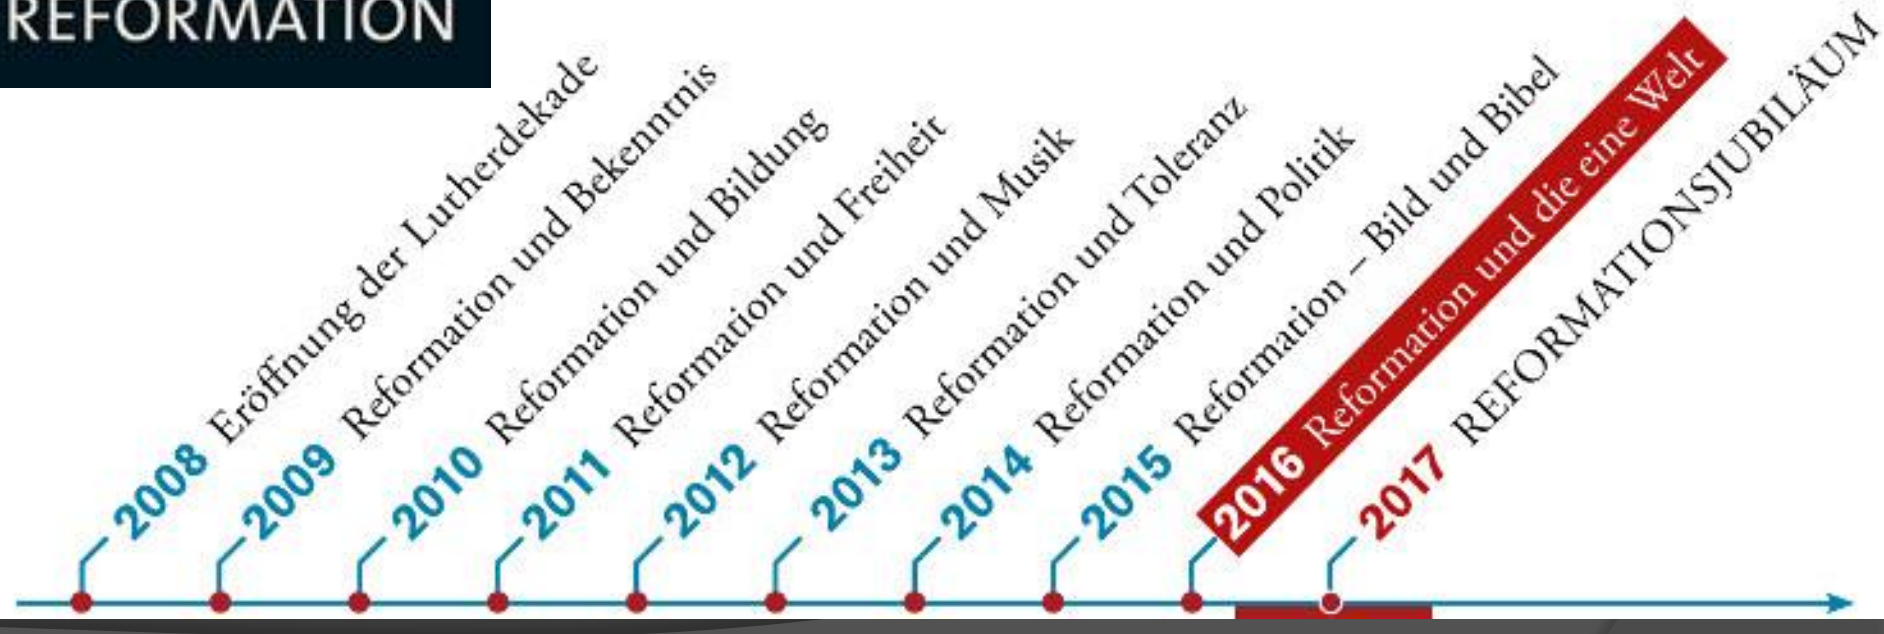 REFORMATION
2008 Eröffnung der Lutherdekade
2009 Reformation und Bekenntnis
2010 Reformation und Bildung
2011 Reformation und Freiheit
2012 Reformation und Musik
2013 Reformation und Toleranz
2014 Reformation und Politik
2015 Reformation – Bild und Bibel
2016 Reformation und die eine Welt
2017 REFORMATIONSJUBILÄUM